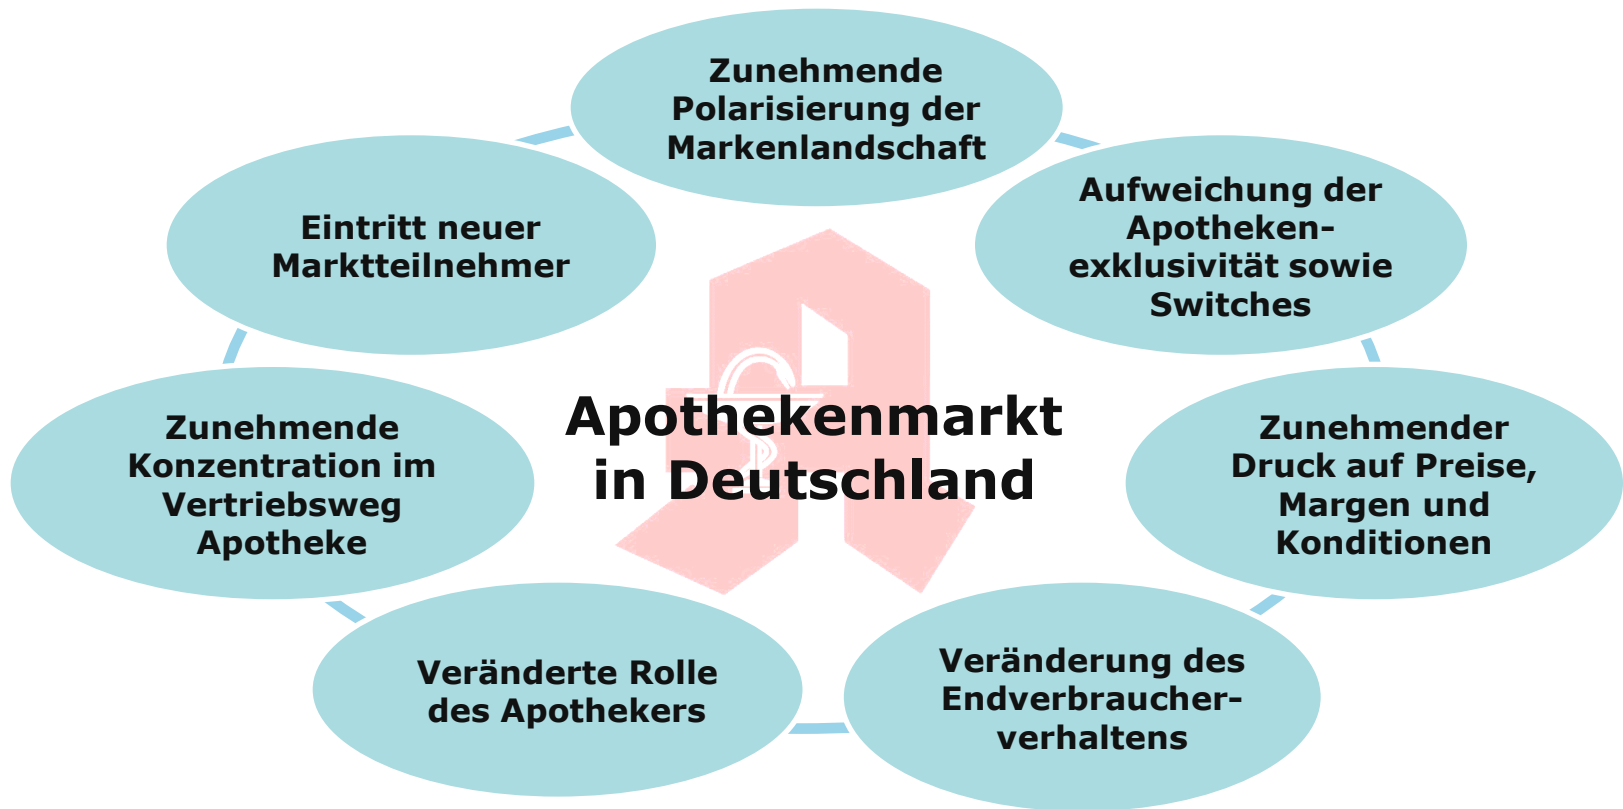 Zunehmende
Polarisierung der
Markenlandschaft
Aufweichung der
Apotheken-
exklusivität sowie
Switches
Zunehmender
Druck auf Preise,
Margen und
Konditionen
Veränderung des
Endverbraucher-
verhaltens
Veränderte Rolle
des Apothekers
Zunehmende
Konzentration im
Vertriebsweg
Apotheke
Eintritt neuer
Marktteilnehmer
Apothekenmarkt
in Deutschland